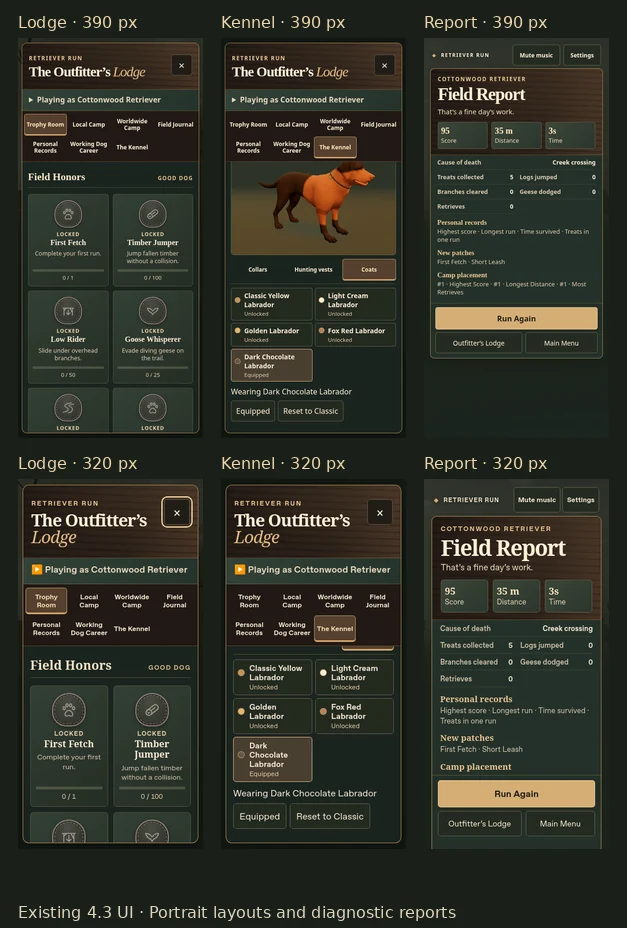 Lodge · 390 px
RETRIEVER RUN
The Outfitter’s Lodge
×
▶ Playing as Cottonwood Retriever
Trophy Room
Local Camp
Worldwide
Camp
Field Journal
Personal
Records
Working Dog
Career
The Kennel
Field Honors
GOOD DOG
LOCKED
First Fetch
Complete your first run.
0 / 1
LOCKED
Timber Jumper
Jump fallen timber
without a collision.
0 / 100
LOCKED
Low Rider
Slide under overhead
branches.
0 / 50
LOCKED
Goose Whisperer
Evade diving geese on
the trail.
0 / 25
LOCKED
LOCKED
Kennel · 390 px
RETRIEVER RUN
The Outfitter’s Lodge
×
▶ Playing as Cottonwood Retriever
Trophy Room
Local Camp
Worldwide
Camp
Field Journal
Personal
Records
Working Dog
Career
The Kennel
Collars
Hunting vests
Coats
Classic Yellow
Labrador
Unlocked
Light Cream
Labrador
Unlocked
Golden Labrador
Unlocked
Fox Red Labrador
Unlocked
Dark Chocolate
Labrador
Equipped
Wearing Dark Chocolate Labrador
Equipped
Reset to Classic
Report · 390 px
RETRIEVER RUN
Mute music
Settings
COTTONWOOD RETRIEVER
Field Report
That’s a fine day’s work.
95
Score
35 m
Distance
3s
Time
Cause of death
Creek crossing
Treats collected 5
Logs jumped 0
Branches cleared 0
Geese dodged 0
Retrieves 0
Personal records
Highest score · Longest run · Time survived · Treats in
one run
New patches
First Fetch · Short Leash
Camp placement
#1 · Highest Score · #1 · Longest Distance · #1 · Most
Retrieves
Run Again
Outfitter’s Lodge
Main Menu
Lodge · 320 px
RETRIEVER RUN
The Outfitter’s
Lodge
×
▶ Playing as Cottonwood Retriever
Trophy
Room
Local
Camp
Worldwide
Camp
Field
Journal
Personal
Records
Working
Dog Career
The Kennel
Field Honors
GOOD DOG
LOCKED
First Fetch
Complete your first
run.
0 / 1
LOCKED
Timber
Jumper
Jump fallen timber
without a collision.
0 / 100
Kennel · 320 px
RETRIEVER RUN
The Outfitter’s
Lodge
×
▶ Playing as Cottonwood Retriever
Trophy
Room
Local
Camp
Worldwide
Camp
Field
Journal
Personal
Records
Working
Dog Career
The Kennel
Classic Yellow
Labrador
Unlocked
Light Cream
Labrador
Unlocked
Golden
Labrador
Unlocked
Fox Red
Labrador
Unlocked
Dark
Chocolate
Labrador
Equipped
Wearing Dark Chocolate Labrador
Equipped
Reset to Classic
Report · 320 px
RETRIEVER RUN
Mute music
Settings
COTTONWOOD RETRIEVER
Field Report
That’s a fine day’s work.
95
Score
35 m
Distance
3s
Time
Cause of death
Creek crossing
Treats collected 5
Logs jumped 0
Branches cleared 0
Geese dodged 0
Retrieves 0
Personal records
Highest score · Longest run · Time survived ·
Treats in one run
New patches
First Fetch · Short Leash
Camp placement
Run Again
Outfitter’s Lodge
Main Menu
Existing 4.3 UI · Portrait layouts and diagnostic reports